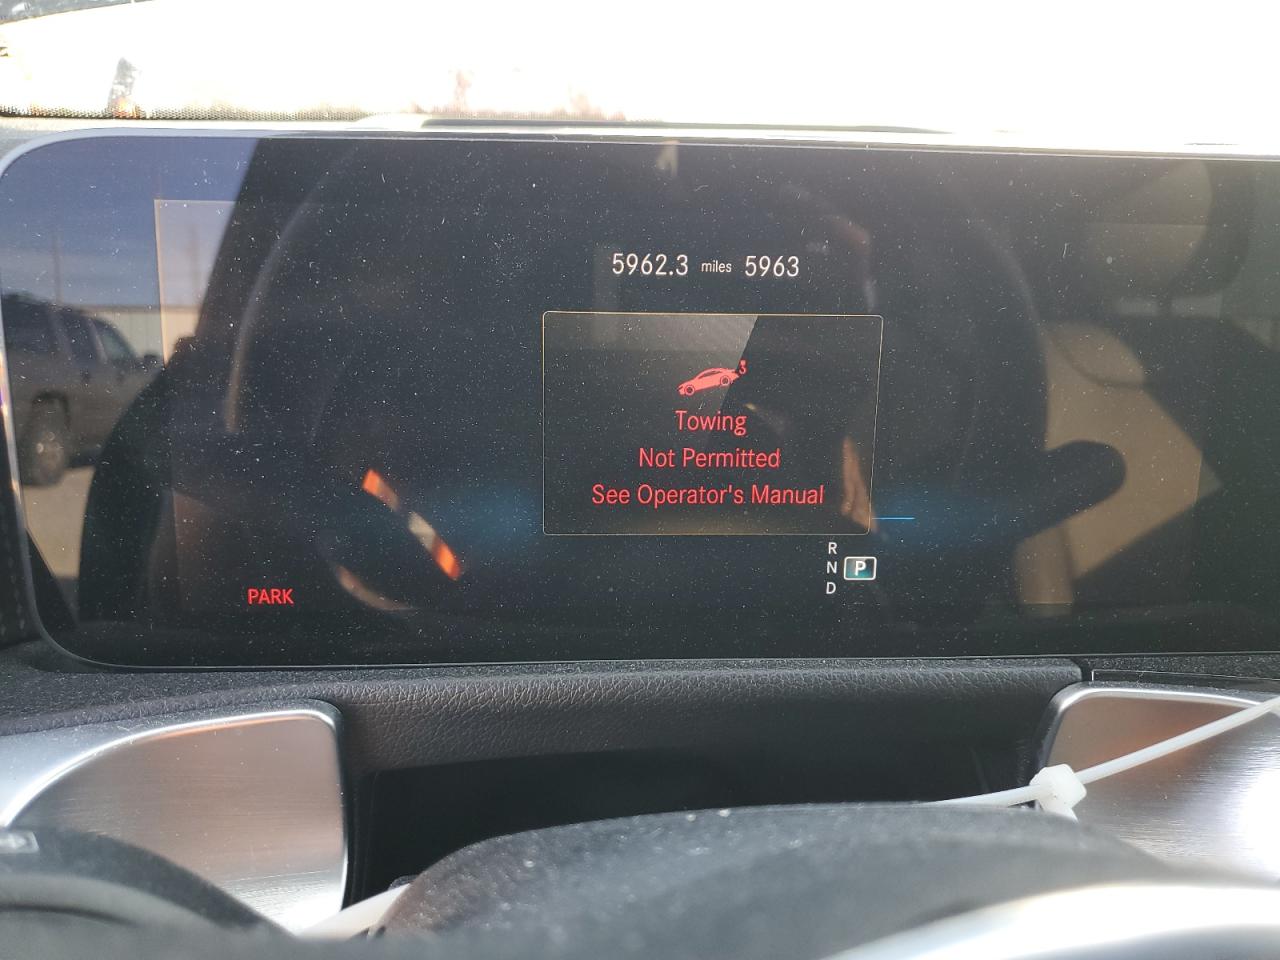 5962.3 miles 5963
Towing
Not Permitted
See Operator's Manual
R
N P
D
PARK